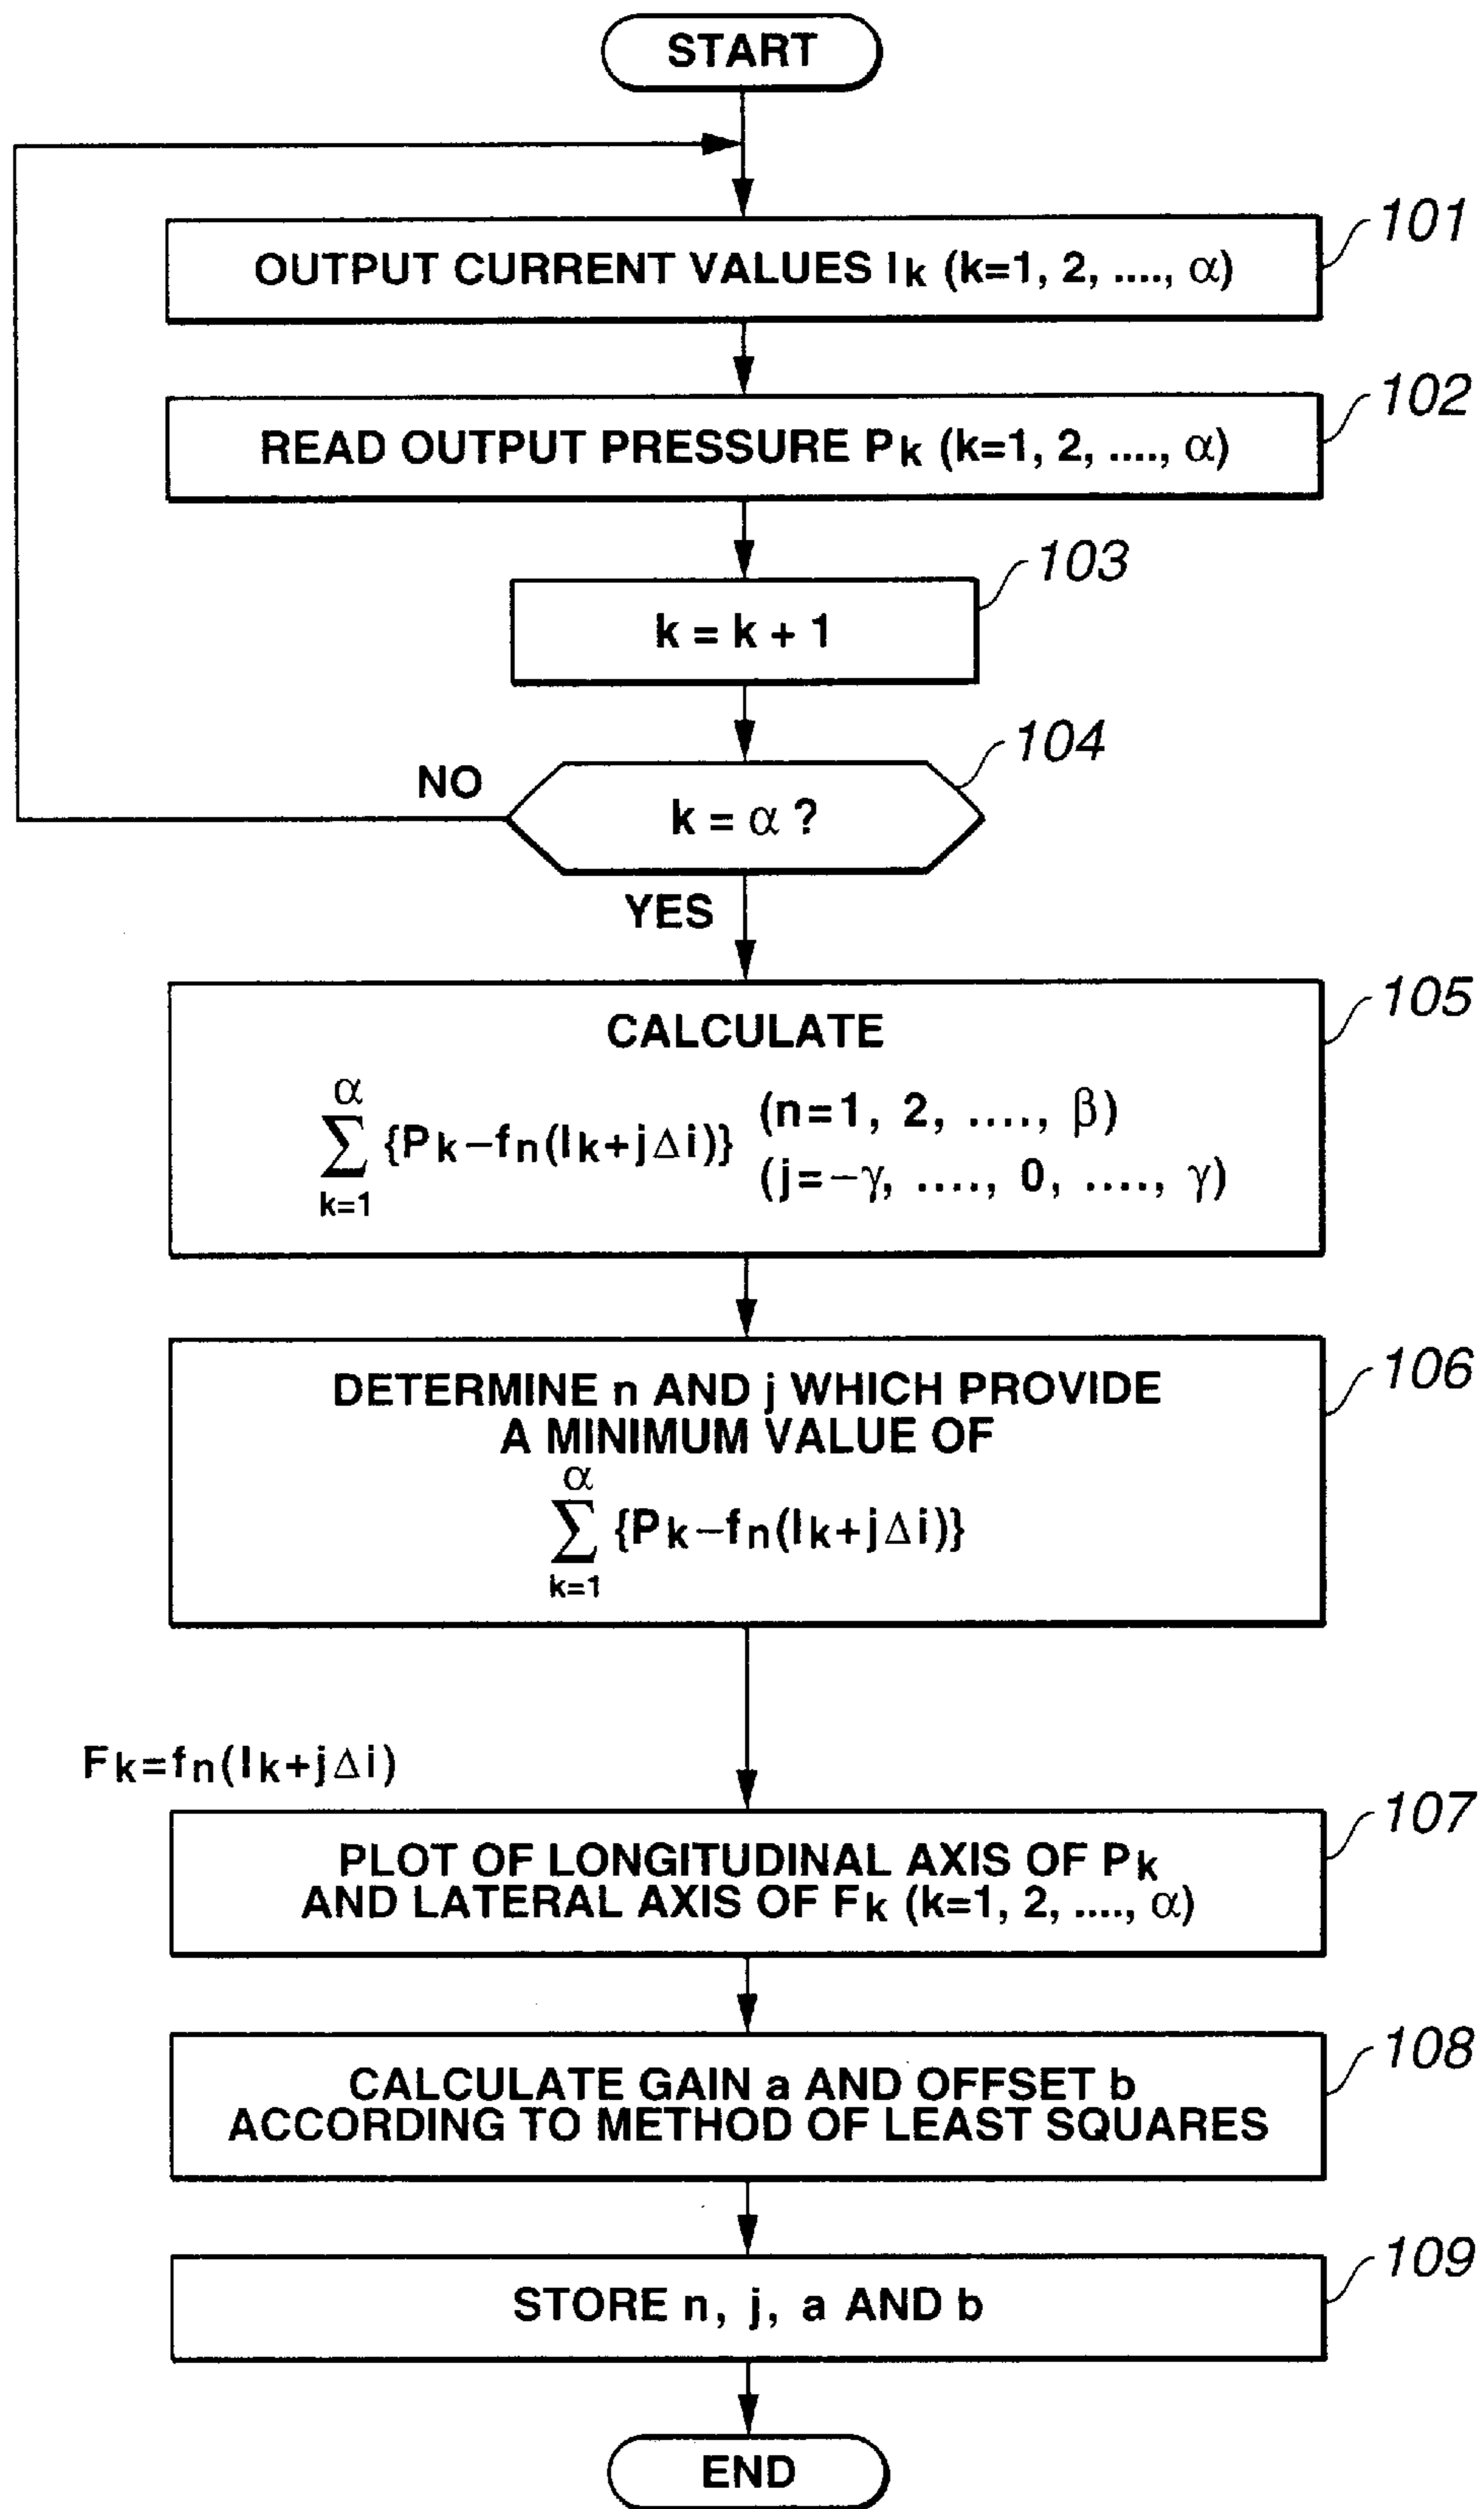 START
101
OUTPUT CURRENT VALUES Ik (k=1, 2, ...., α)
102
READ OUTPUT PRESSURE Pk (k=1, 2, ...., α)
103
k = k + 1
104
NO
k = α ?
YES
105
CALCULATE
α
∑ {Pk−fn(Ik+jΔi)}
k=1
(n=1, 2, ...., β)
(j=−γ, ...., 0, ...., γ)
106
DETERMINE n AND j WHICH PROVIDE
A MINIMUM VALUE OF
α
∑ {Pk−fn(Ik+jΔi)}
k=1
Fk=fn(Ik+jΔi)
107
PLOT OF LONGITUDINAL AXIS OF Pk
AND LATERAL AXIS OF Fk (k=1, 2, ...., α)
108
CALCULATE GAIN a AND OFFSET b
ACCORDING TO METHOD OF LEAST SQUARES
109
STORE n, j, a AND b
END